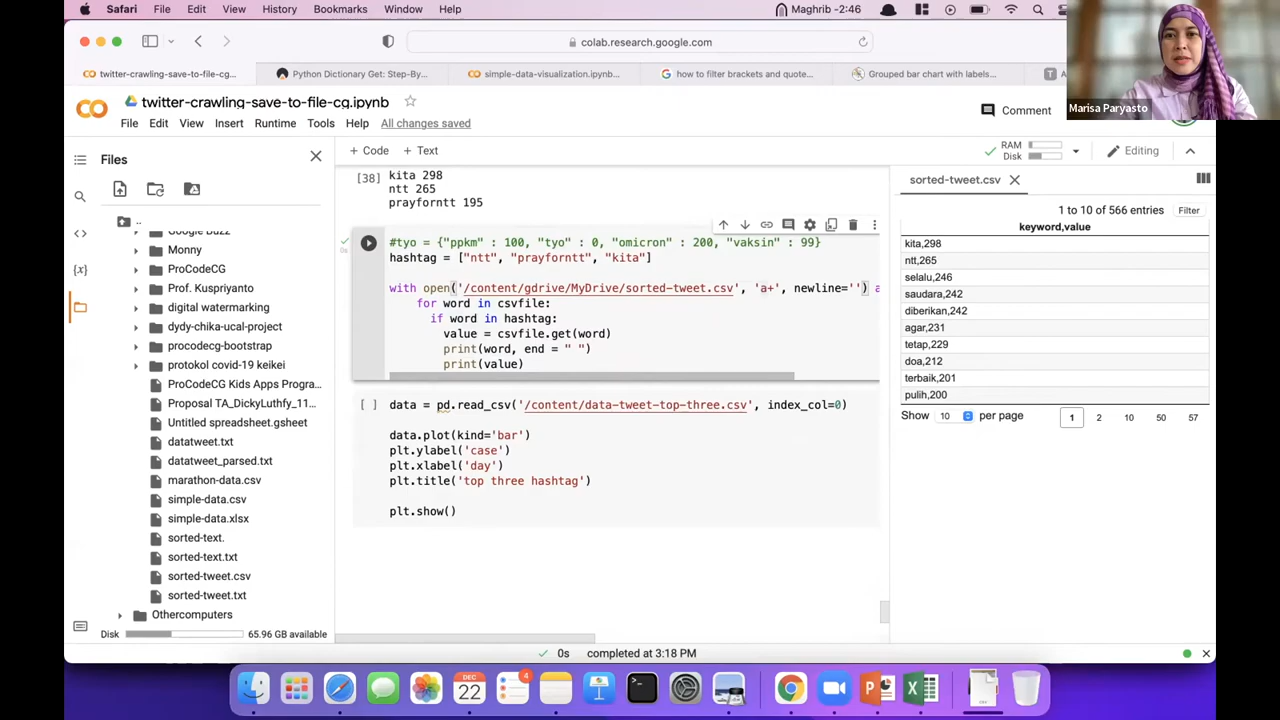 Safari File Edit View History Bookmarks Window Help Maghrib -2:46
colab.research.google.com
twitter-crawling-save-to-file-cg... Python Dictionary Get: Step-By... simple-data-visualization.ipynb... how to filter brackets and quote... Grouped bar chart with labels...
Marisa Paryasto
twitter-crawling-save-to-file-cg.ipynb
File Edit View Insert Runtime Tools Help All changes saved
Comment
+ Code + Text
RAM
Disk
Editing
Files
..
Google Buzz
Monny
ProCodeCG
Prof. Kuspriyanto
digital watermarking
dydy-chika-ucal-project
procodecg-bootstrap
protokol covid-19 keikei
ProCodeCG Kids Apps Progra...
Proposal TA_DickyLuthfy_11...
Untitled spreadsheet.gsheet
datatweet.txt
datatweet_parsed.txt
marathon-data.csv
simple-data.csv
simple-data.xlsx
sorted-text.
sorted-text.txt
sorted-tweet.csv
sorted-tweet.txt
Othercomputers
Disk 65.96 GB available
[38] kita 298
ntt 265
prayforntt 195
0s
#tyo = {"ppkm" : 100, "tyo" : 0, "omicron" : 200, "vaksin" : 99}
hashtag = ["ntt", "prayforntt", "kita"]
with open('/content/gdrive/MyDrive/sorted-tweet.csv', 'a+', newline='') a
for word in csvfile:
if word in hashtag:
value = csvfile.get(word)
print(word, end = " ")
print(value)
[ ] data = pd.read_csv('/content/data-tweet-top-three.csv', index_col=0)
data.plot(kind='bar')
plt.ylabel('case')
plt.xlabel('day')
plt.title('top three hashtag')
plt.show()
sorted-tweet.csv
1 to 10 of 566 entries Filter
keyword,value
kita,298
ntt,265
selalu,246
saudara,242
diberikan,242
agar,231
tetap,229
doa,212
terbaik,201
pulih,200
Show 10 per page 1 2 10 50 57
0s completed at 3:18 PM
DEC
22
4